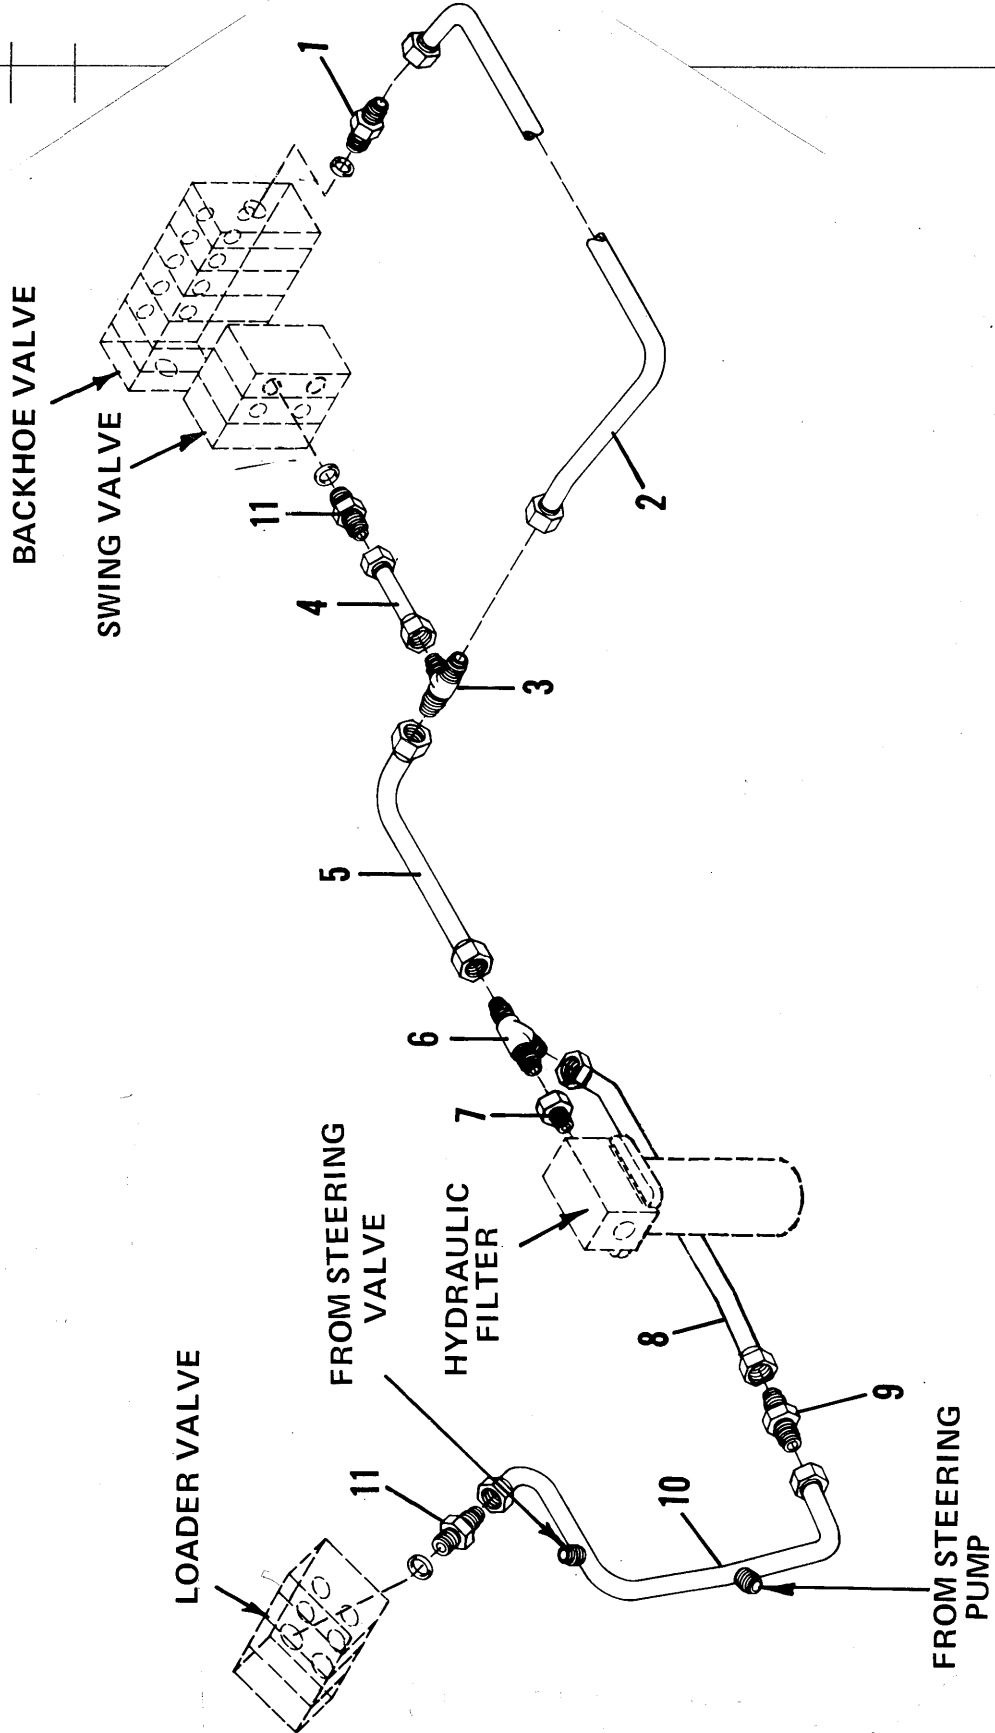 BACKHOE VALVE
SWING VALVE
1
11
4
2
3
5
6
7
FROM STEERING
VALVE
HYDRAULIC
FILTER
LOADER VALVE
11
8
9
10
FROM STEERING
PUMP